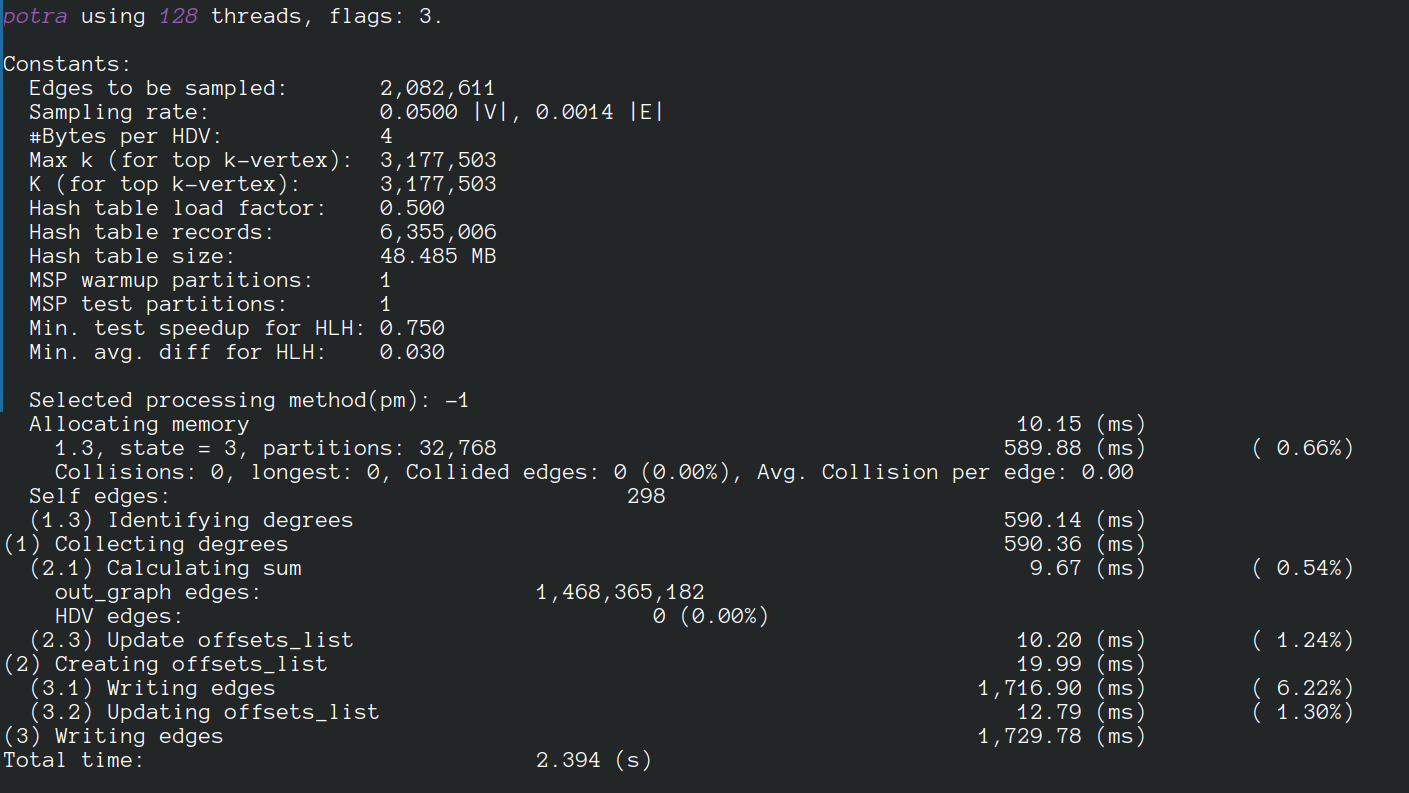 potra using 128 threads, flags: 3.
Constants:
Edges to be sampled: 2,082,611
Sampling rate: 0.0500 |V|, 0.0014 |E|
#Bytes per HDV: 4
Max k (for top k-vertex): 3,177,503
K (for top k-vertex): 3,177,503
Hash table load factor: 0.500
Hash table records: 6,355,006
Hash table size: 48.485 MB
MSP warmup partitions: 1
MSP test partitions: 1
Min. test speedup for HLH: 0.750
Min. avg. diff for HLH: 0.030
Selected processing method(pm): -1
Allocating memory 10.15 (ms)
1.3, state = 3, partitions: 32,768 589.88 (ms) ( 0.66%)
Collisions: 0, longest: 0, Collided edges: 0 (0.00%), Avg. Collision per edge: 0.00
Self edges: 298
(1.3) Identifying degrees 590.14 (ms)
(1) Collecting degrees 590.36 (ms)
(2.1) Calculating sum 9.67 (ms) ( 0.54%)
out_graph edges: 1,468,365,182
HDV edges: 0 (0.00%)
(2.3) Update offsets_list 10.20 (ms) ( 1.24%)
(2) Creating offsets_list 19.99 (ms)
(3.1) Writing edges 1,716.90 (ms) ( 6.22%)
(3.2) Updating offsets_list 12.79 (ms) ( 1.30%)
(3) Writing edges 1,729.78 (ms)
Total time: 2.394 (s)